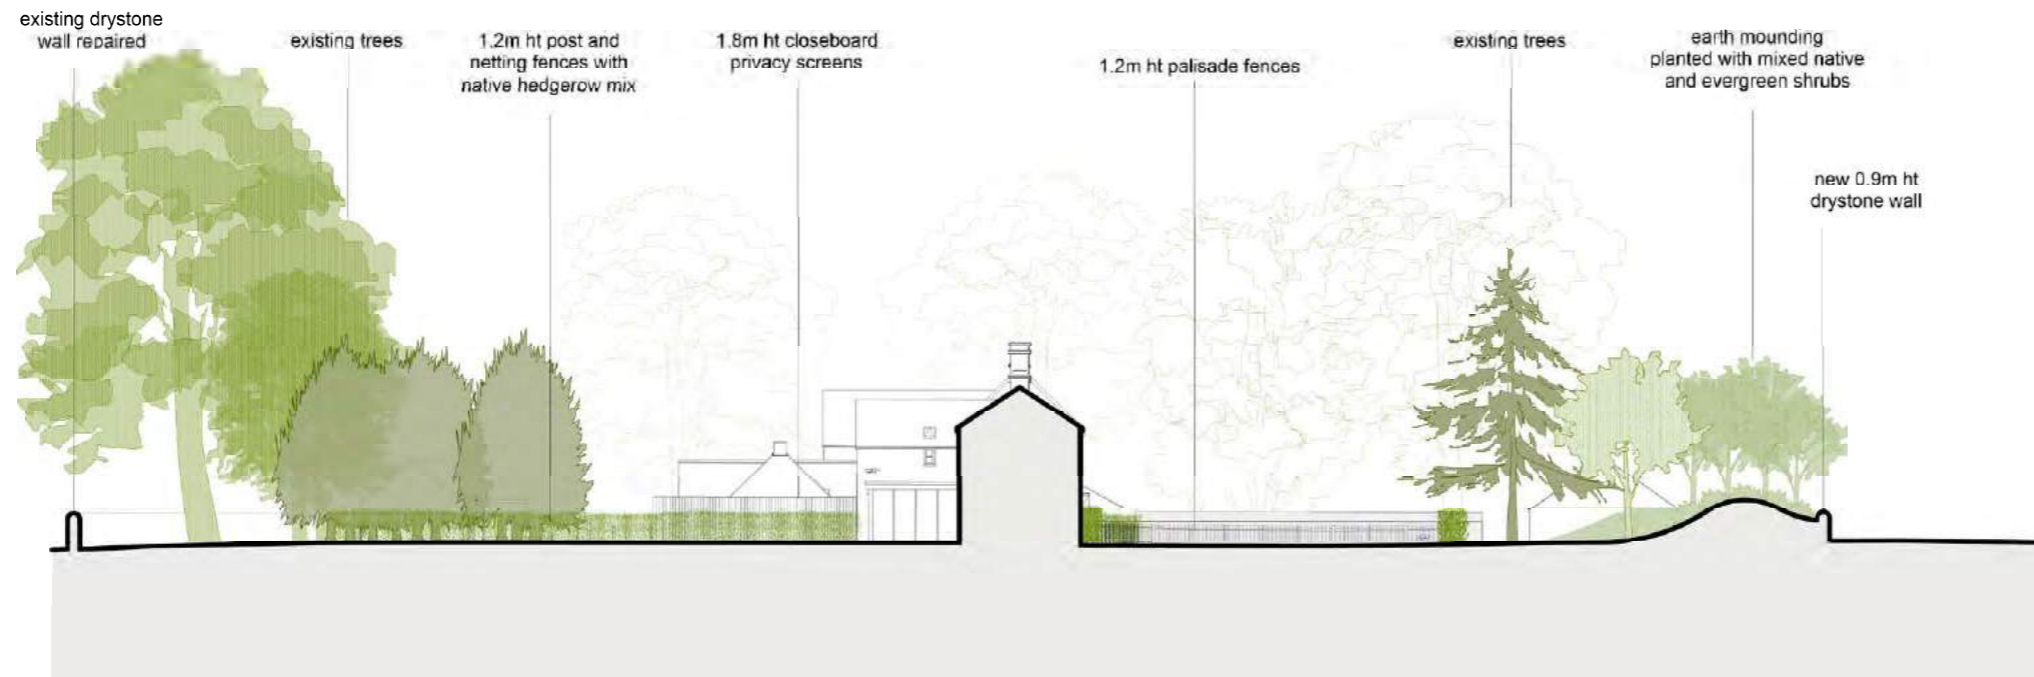 existing drystone
wall repaired
existing trees
1.2m ht post and
netting fences with
native hedgerow mix
1.8m ht closeboard
privacy screens
1.2m ht palisade fences
existing trees
earth mounding
planted with mixed native
and evergreen shrubs
new 0.9m ht
drystone wall